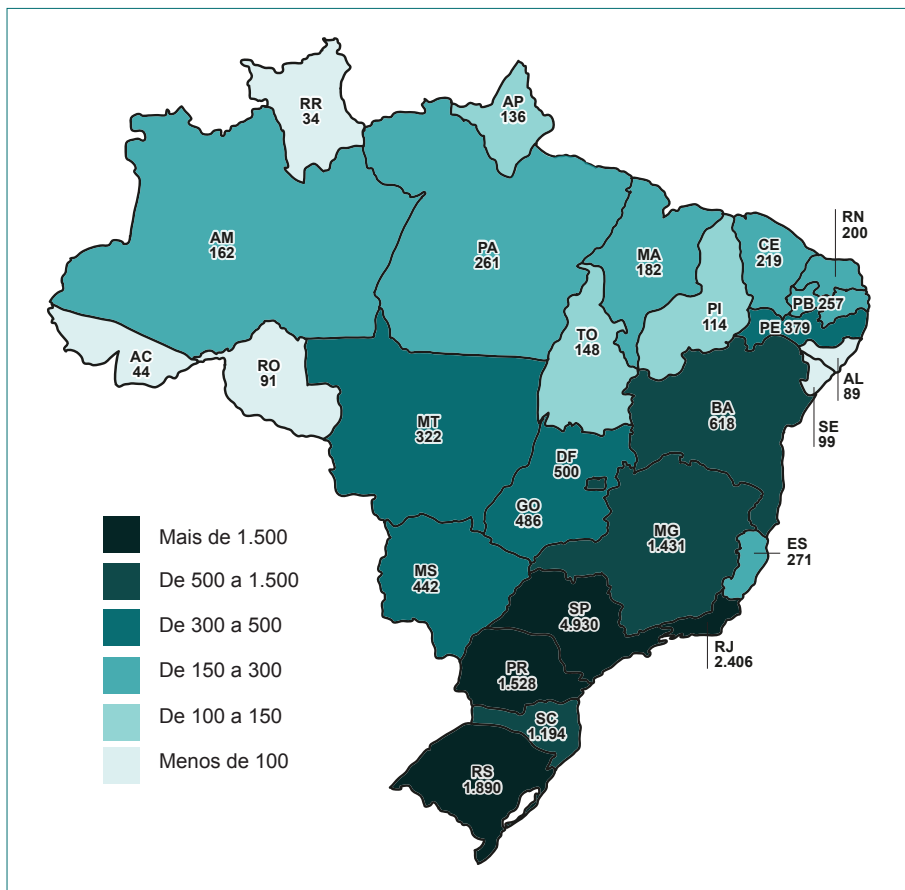 RR
34
AP
136
AM
162
PA
261
MA
182
CE
219
RN
200
PI
114
PB 257
PE 379
TO
148
AC
44
RO
91
AL
89
SE
99
BA
618
MT
322
DF
500
GO
486
MG
1.431
ES
271
MS
442
SP
4.930
RJ
2.406
PR
1.528
SC
1.194
RS
1.890
Mais de 1.500
De 500 a 1.500
De 300 a 500
De 150 a 300
De 100 a 150
Menos de 100